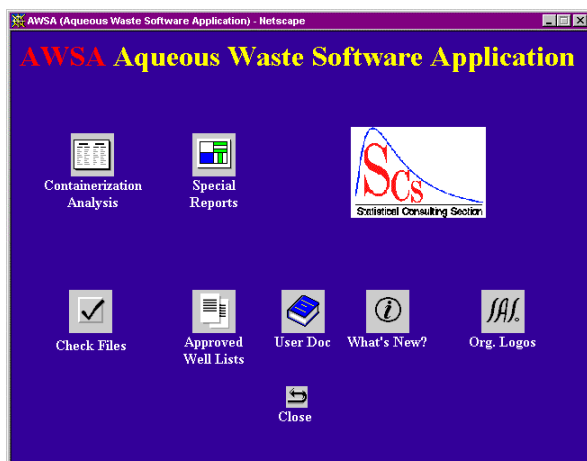 AWSA (Aqueous Waste Software Application) - Netscape
AWSA Aqueous Waste Software Application
Containerization
Analysis
Special
Reports
SCS
Statistical Consulting Section
Check Files
Approved
Well Lists
User Doc
What's New?
SAS.
Org. Logos
Close